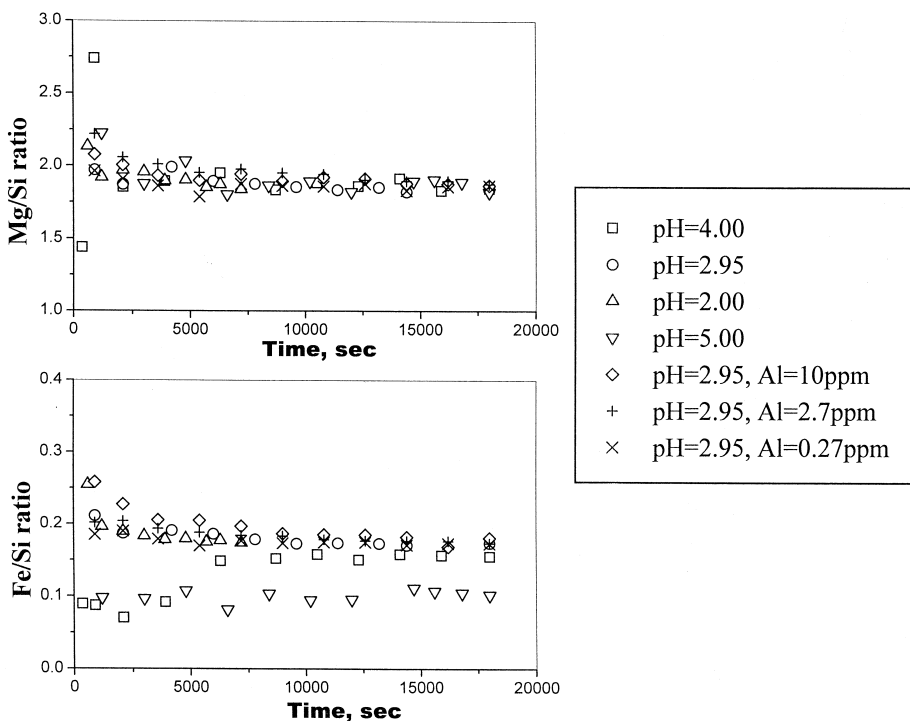 3.0
2.5
2.0
1.5
1.0
Mg/Si ratio
0
5000
10000
15000
20000
Time, sec
pH=4.00
pH=2.95
pH=2.00
pH=5.00
pH=2.95, Al=10ppm
pH=2.95, Al=2.7ppm
pH=2.95, Al=0.27ppm
0.4
0.3
0.2
0.1
0.0
Fe/Si ratio
0
5000
10000
15000
20000
Time, sec